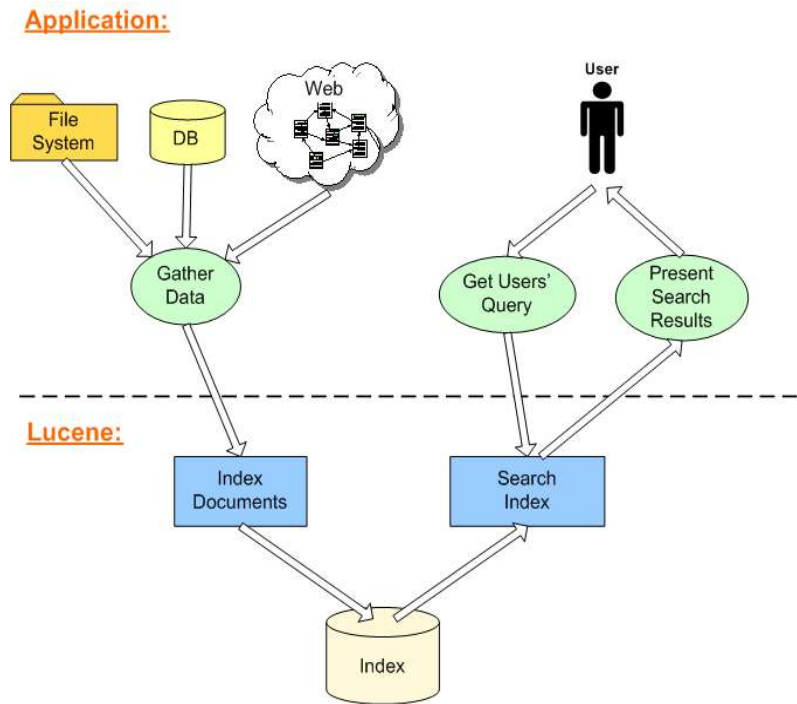 Application:
File
System
DB
Web
User
Gather
Data
Get Users'
Query
Present
Search
Results
Lucene:
Index
Documents
Search
Index
Index